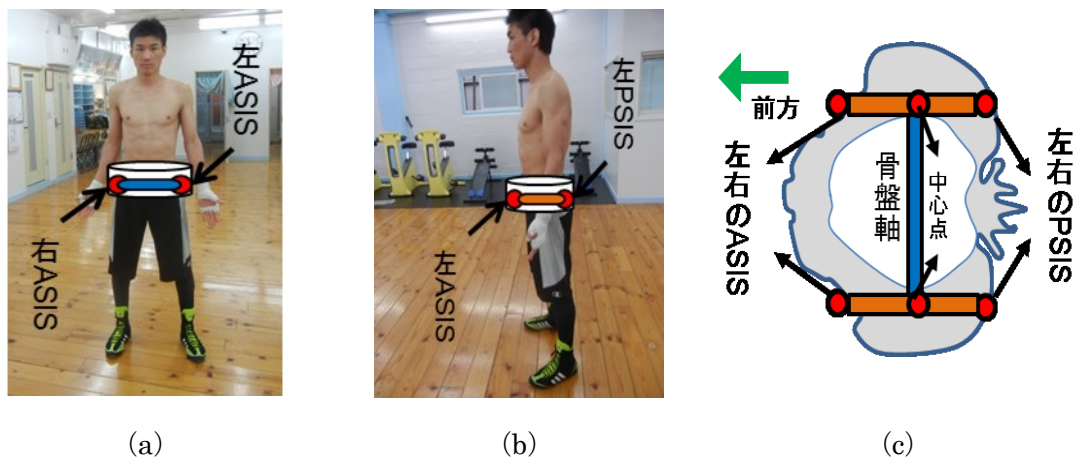 左ASIS
右ASIS
(a)
左PSIS
左ASIS
(b)
前方
左右のASIS
骨盤軸
中心点
左右のPSIS
(c)